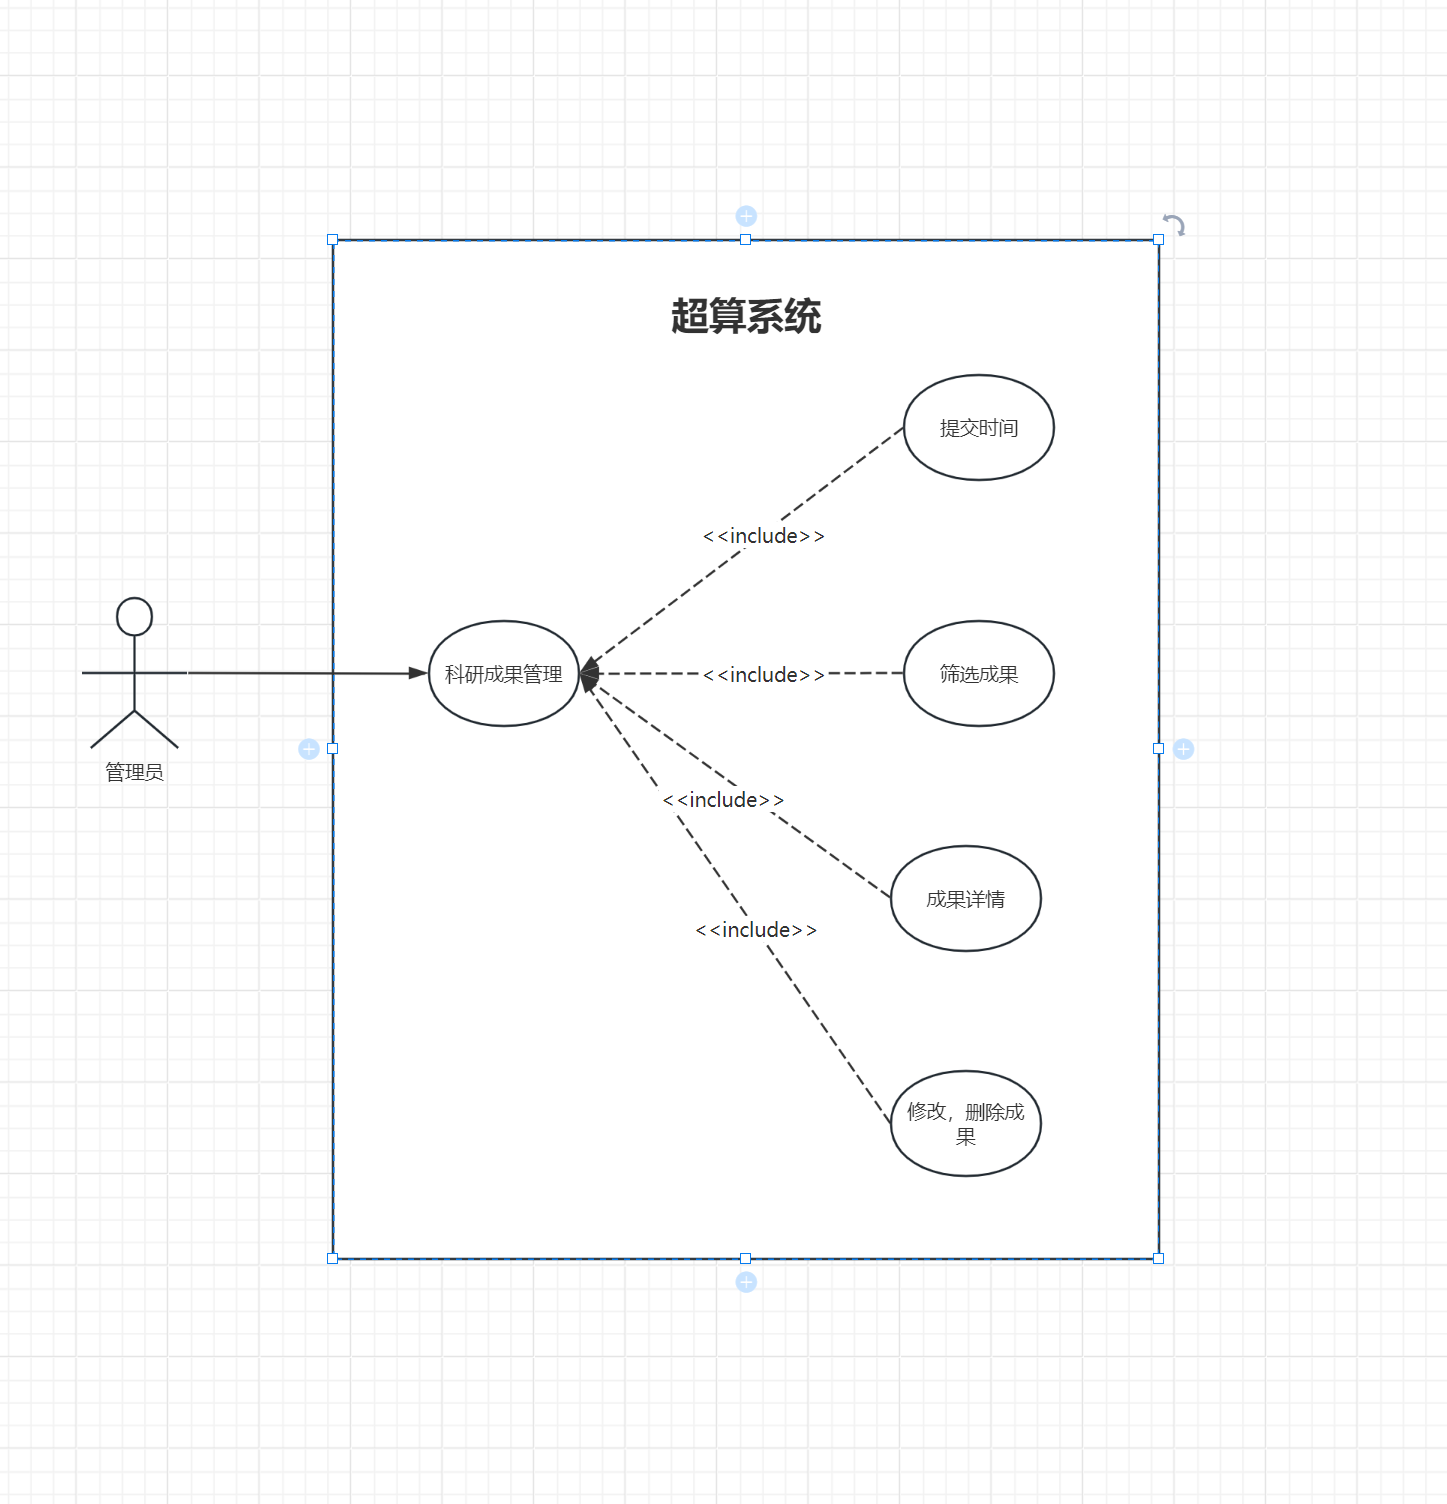 超算系统
提交时间
<<include>>
科研成果管理
<<include>>
筛选成果
管理员
<<include>>
成果详情
<<include>>
修改，删除成
果